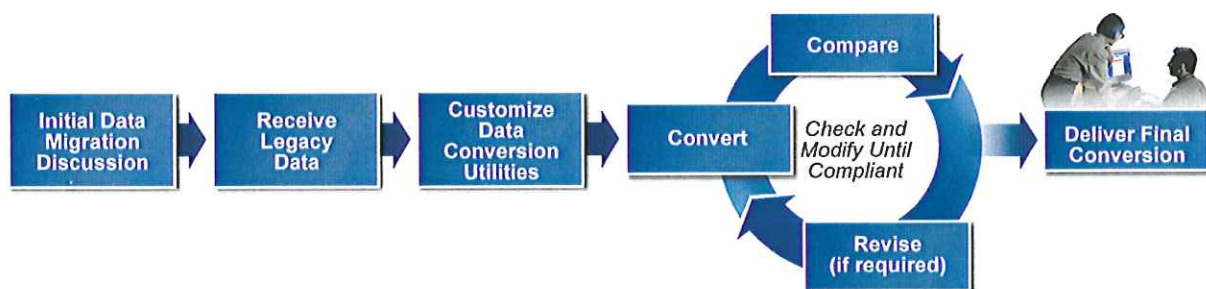 Initial Data
Migration
Discussion
Receive
Legacy
Data
Customize
Data
Conversion
Utilities
Convert
Compare
Check and
Modify Until
Compliant
Revise
(if required)
Deliver Final
Conversion